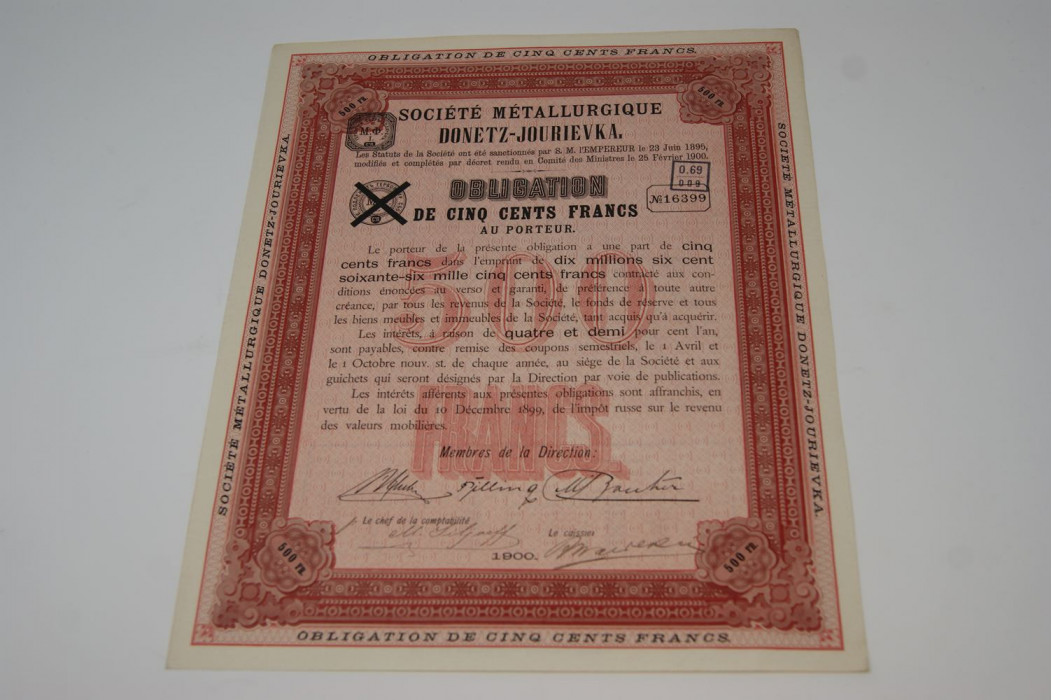 OBLIGATION DE CINQ CENTS FRANCS.
500 fr.
500 fr.
SOCIÉTÉ MÉTALLURGIQUE
DONETZ-JOURIEVKA.
М.Ф.
Les Statuts de la Société ont été sanctionnés par S. M. l'EMPEREUR le 23 Juin 1895,
modifiés et complétés par décret rendu en Comité des Ministres le 25 Février 1900.
0.69
009
OBLIGATION
№16399
DE CINQ CENTS FRANCS
AU PORTEUR.
Le porteur de la présente obligation a une part de cinq
cents francs dans l'emprunt de dix millions six cent
soixante-six mille cinq cents francs contracté aux con-
ditions énoncées au verso et garanti, de préférence à toute autre
créance, par tous les revenus de la Société, le fonds de réserve et tous
les biens meubles et immeubles de la Société, tant acquis qu'à acquérir.
Les intérêts, à raison de quatre et demi pour cent l'an,
sont payables, contre remise des coupons semestriels, le 1 Avril et
le 1 Octobre nouv. st. de chaque année, au siège de la Société et aux
guichets qui seront désignés par la Direction par voie de publications.
Les intérêts afférents aux présentes obligations sont affranchis, en
vertu de la loi du 10 Décembre 1899, de l'impôt russe sur le revenu
des valeurs mobilières.
500
FRANCS
Membres de la Direction:
Le chef de la comptabilité
Le caissier
1900.
500 fr.
500 fr.
OBLIGATION DE CINQ CENTS FRANCS.
SOCIÉTÉ MÉTALLURGIQUE DONETZ-JOURIEVKA.
SOCIÉTÉ MÉTALLURGIQUE DONETZ-JOURIEVKA.